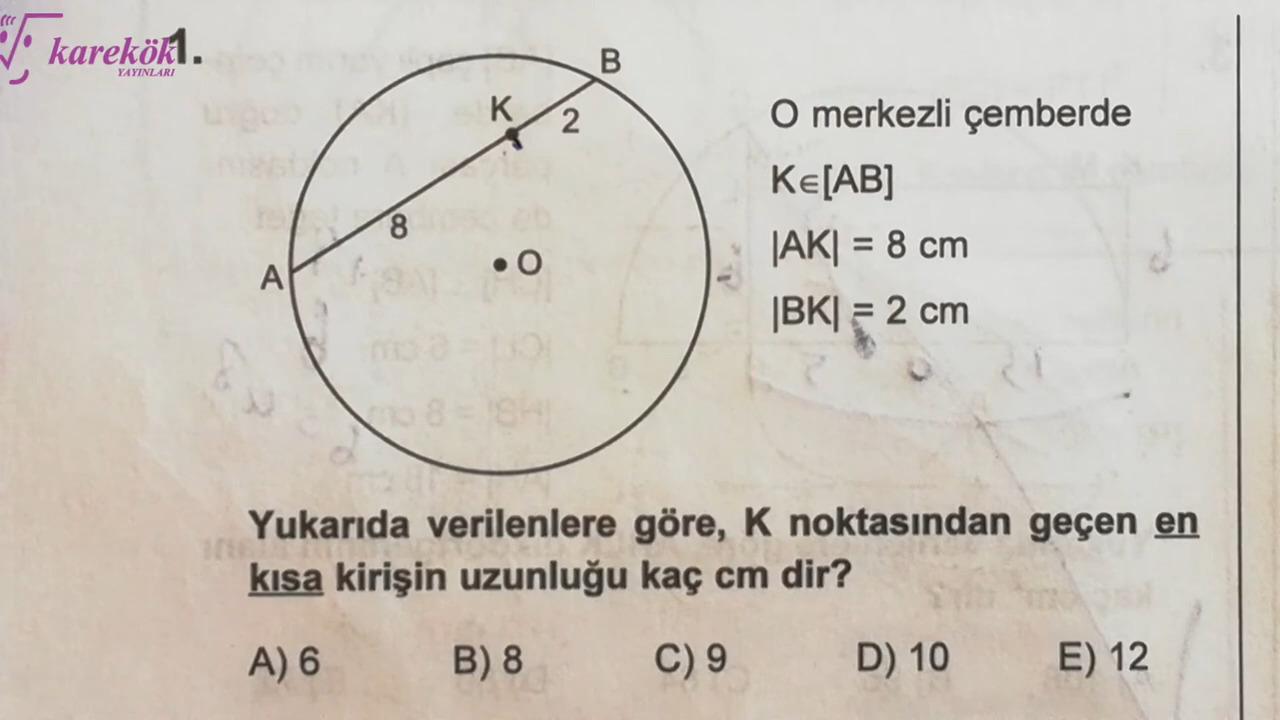 karekök
YAYINLARI
1.
B
K
2
8
A
O
O merkezli çemberde
K∈[AB]
|AK| = 8 cm
|BK| = 2 cm
Yukarıda verilenlere göre, K noktasından geçen en
kısa kirişin uzunluğu kaç cm dir?
A) 6 B) 8 C) 9 D) 10 E) 12